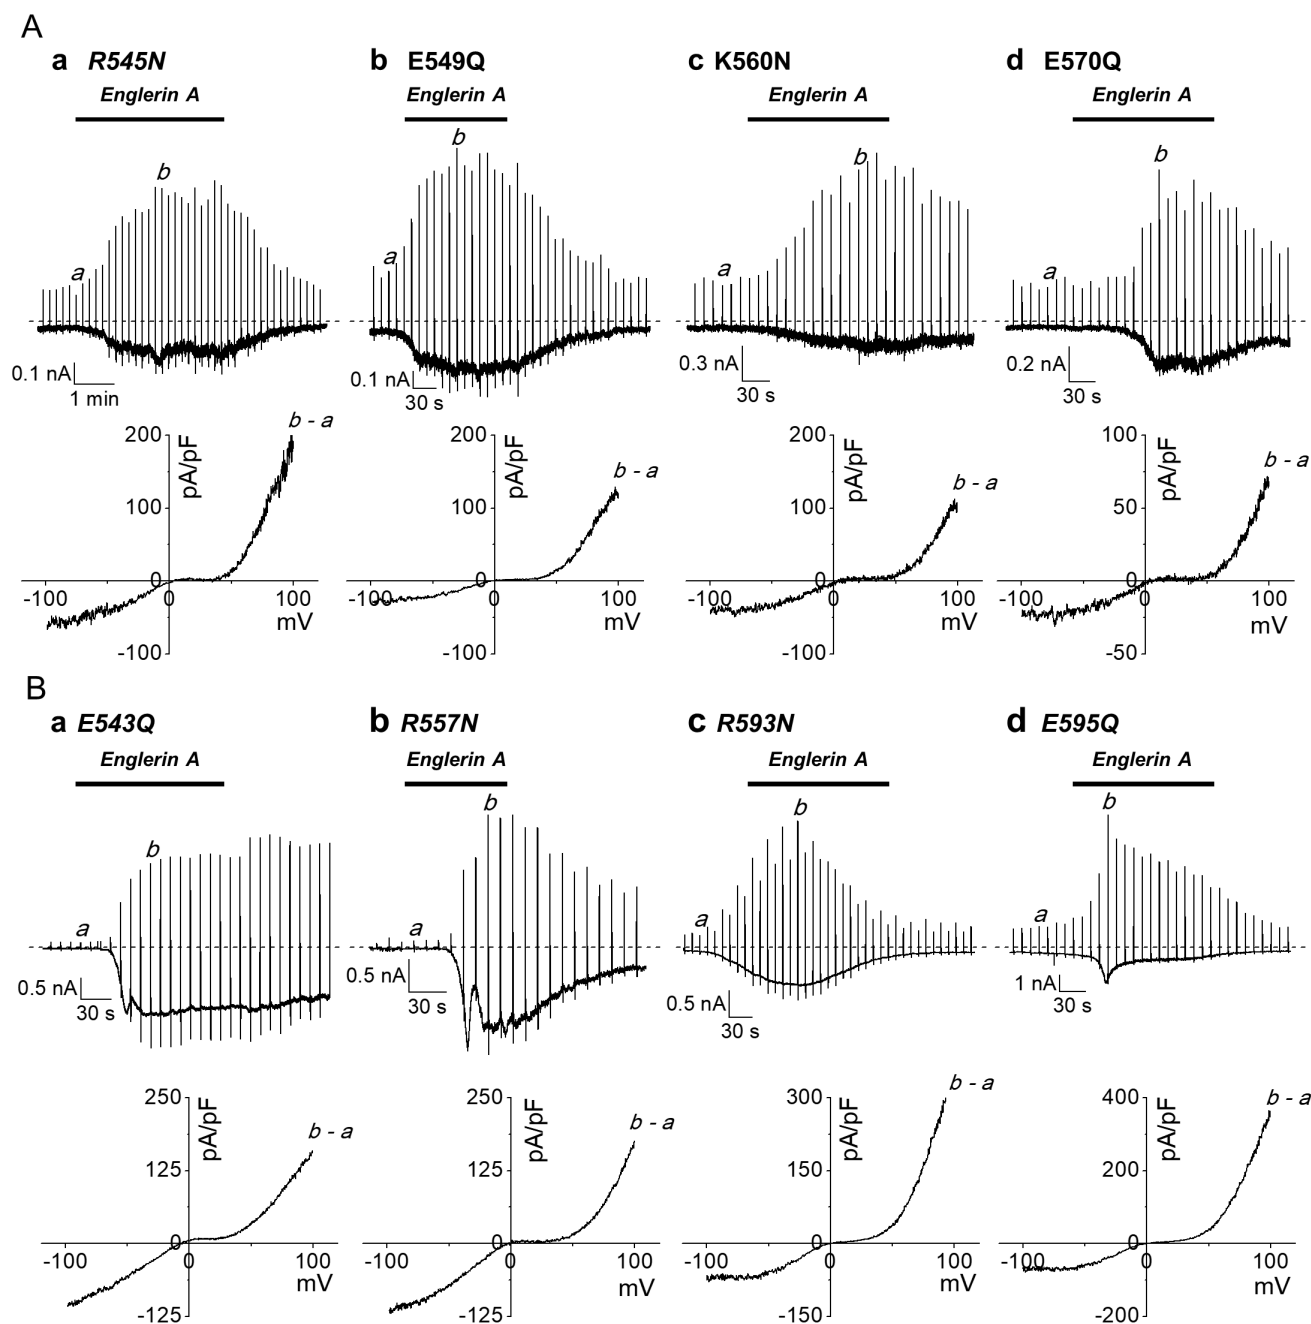 A
a R545N
b E549Q
c K560N
d E570Q
Englerin A
Englerin A
Englerin A
Englerin A
a
b
a
b
a
b
a
b
0.1 nA
1 min
0.1 nA
30 s
0.3 nA
30 s
0.2 nA
30 s
b - a
b - a
b - a
b - a
200
100
0
-100
-100
0
100
pA/pF
mV
200
100
0
-100
-100
0
100
pA/pF
mV
200
100
0
-100
-100
0
100
pA/pF
mV
100
50
0
-50
-100
0
100
pA/pF
mV
B
a E543Q
b R557N
c R593N
d E595Q
Englerin A
Englerin A
Englerin A
Englerin A
a
b
a
b
a
b
a
b
0.5 nA
30 s
0.5 nA
30 s
0.5 nA
30 s
1 nA
30 s
b - a
b - a
b - a
b - a
250
125
0
-125
-100
0
100
pA/pF
mV
250
125
0
-125
-100
0
100
pA/pF
mV
300
150
0
-150
-100
0
100
pA/pF
mV
400
200
0
-200
-100
0
100
pA/pF
mV